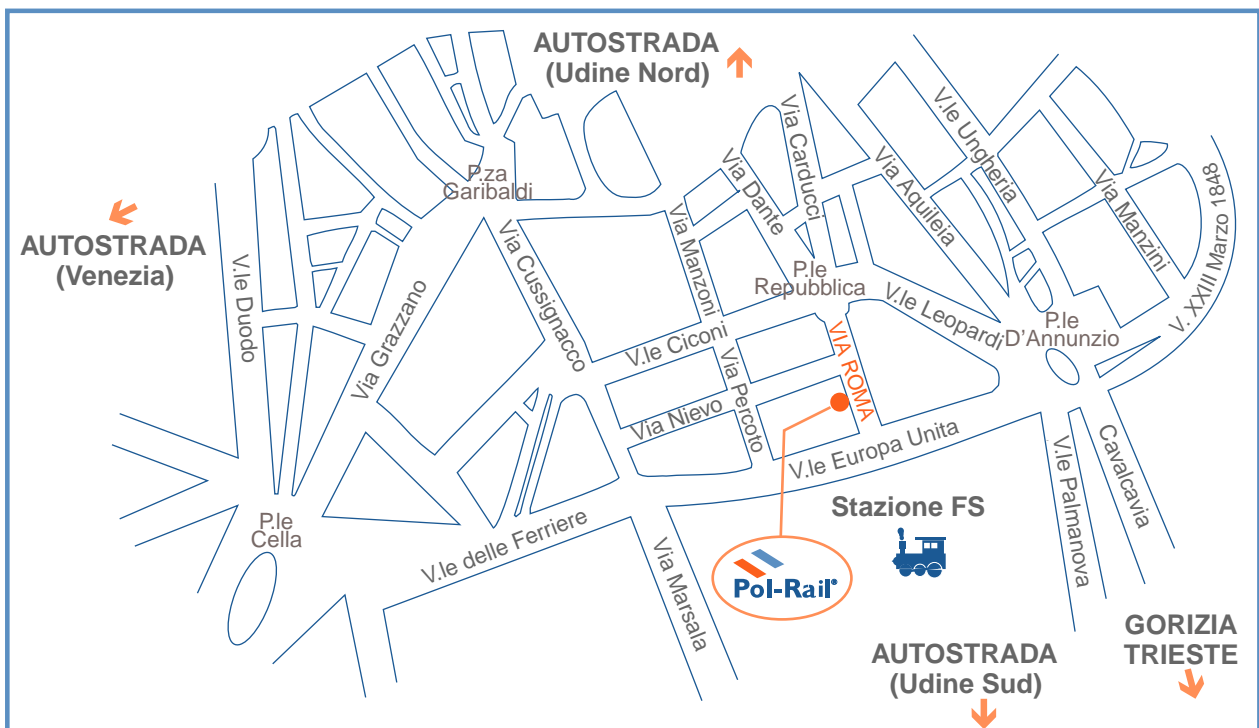 AUTOSTRADA
(Udine Nord)
AUTOSTRADA
(Venezia)
P.za
Garibaldi
V.le Duodo
Via Grazzano
Via Cussignacco
Via Manzoni
Via Dante
Via Carducci
Via Aquileia
V.le Ungheria
Via Manzini
V. XXIII Marzo 1848
P.le
Repubblica
V.le Leopardi
P.le
D'Annunzio
V.le Ciconi
Via Percoto
VIA ROMA
Via Nievo
V.le Europa Unita
P.le
Cella
V.le delle Ferriere
Via Marsala
Stazione FS
Pol-Rail®
V.le Palmanova
Cavalcavia
AUTOSTRADA
(Udine Sud)
GORIZIA
TRIESTE